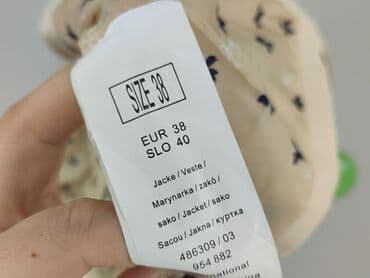 SIZE 38
EUR 38
SLO 40
Jacke / Veste /
Marynarka / zakó /
sako / Jacket / sako
Sacou / Jakna / куртка
486309 / 03
954 882